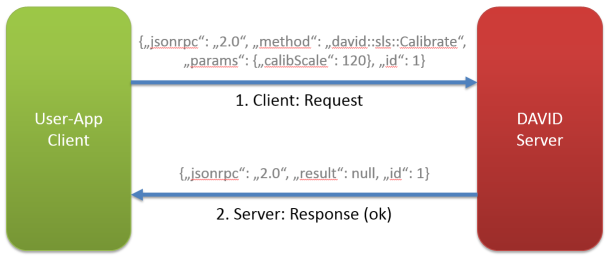 {„jsonrpc“: „2.0“, „method“: „david::sls::Calibrate“,
„params“: {„calibScale“: 120}, „id“: 1}
1. Client: Request
User-App
Client
DAVID
Server
{„jsonrpc“: „2.0“, „result“: null, „id“: 1}
2. Server: Response (ok)